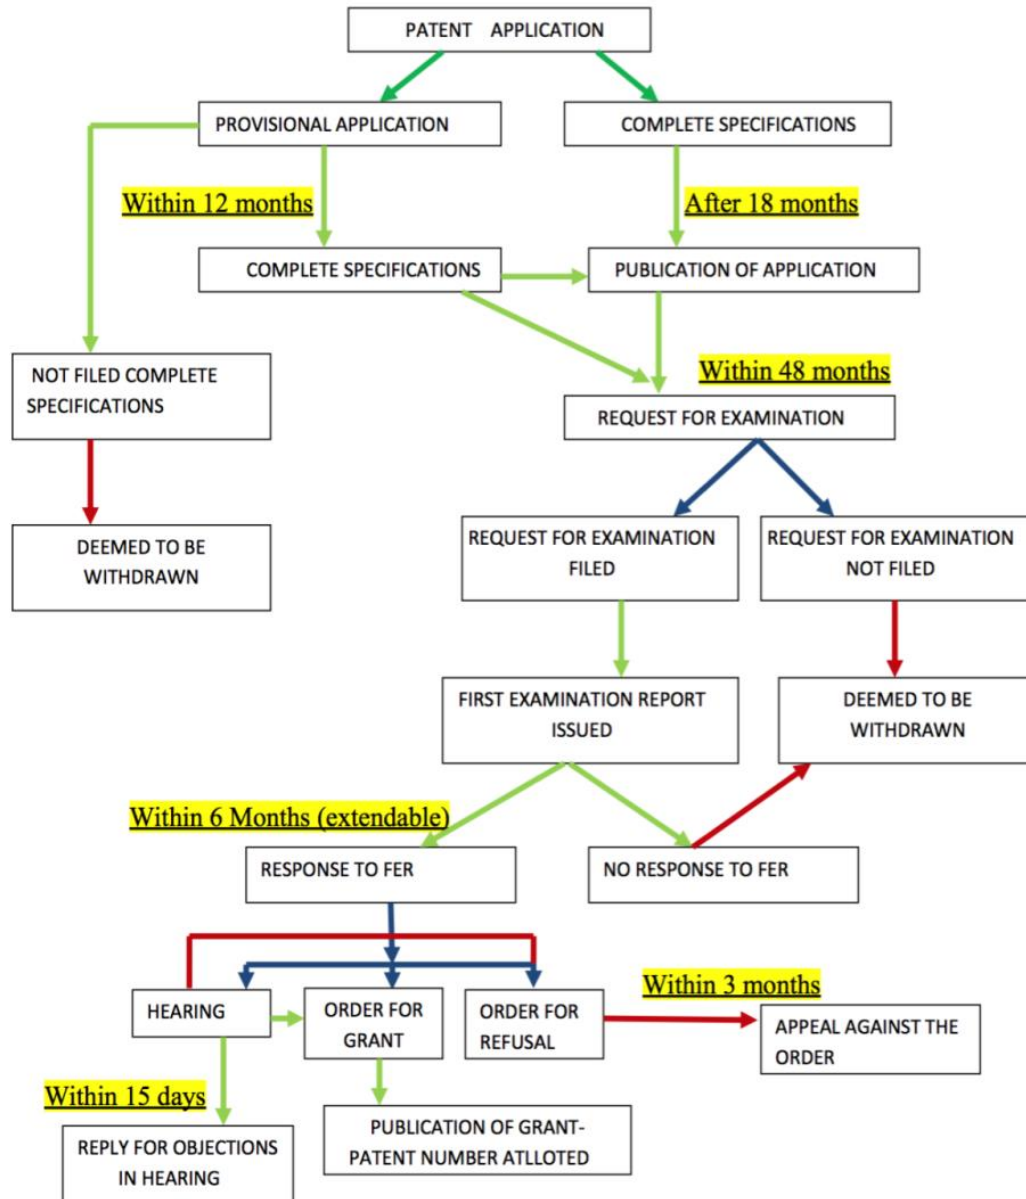 PATENT APPLICATION
PROVISIONAL APPLICATION
COMPLETE SPECIFICATIONS
Within 12 months
After 18 months
COMPLETE SPECIFICATIONS
PUBLICATION OF APPLICATION
NOT FILED COMPLETE
SPECIFICATIONS
Within 48 months
REQUEST FOR EXAMINATION
DEEMED TO BE
WITHDRAWN
REQUEST FOR EXAMINATION
FILED
REQUEST FOR EXAMINATION
NOT FILED
FIRST EXAMINATION REPORT
ISSUED
DEEMED TO BE
WITHDRAWN
Within 6 Months (extendable)
RESPONSE TO FER
NO RESPONSE TO FER
HEARING
ORDER FOR
GRANT
ORDER FOR
REFUSAL
Within 3 months
APPEAL AGAINST THE
ORDER
Within 15 days
REPLY FOR OBJECTIONS
IN HEARING
PUBLICATION OF GRANT-
PATENT NUMBER ATLLOTED